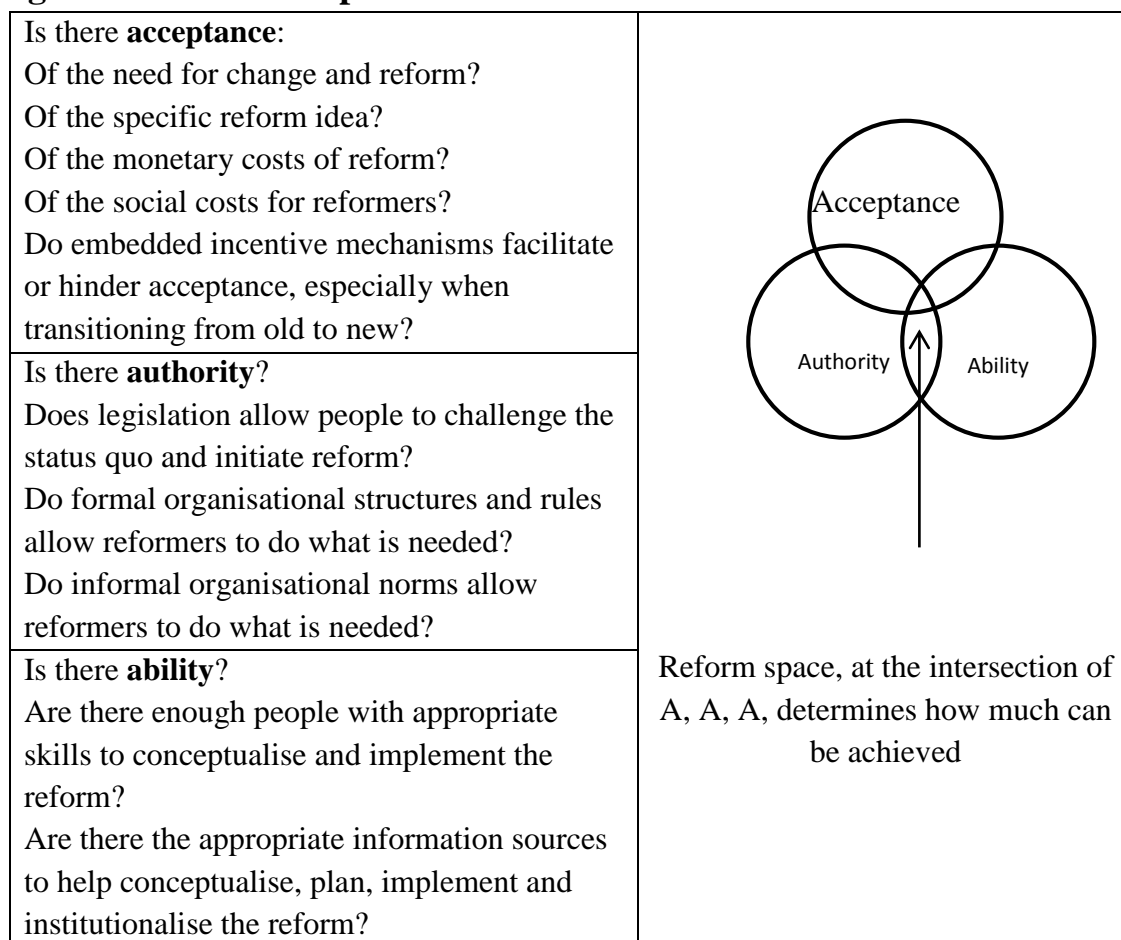 Is there acceptance:
Of the need for change and reform?
Of the specific reform idea?
Of the monetary costs of reform?
Of the social costs for reformers?
Do embedded incentive mechanisms facilitate
or hinder acceptance, especially when
transitioning from old to new?
Is there authority?
Does legislation allow people to challenge the
status quo and initiate reform?
Do formal organisational structures and rules
allow reformers to do what is needed?
Do informal organisational norms allow
reformers to do what is needed?
Is there ability?
Are there enough people with appropriate
skills to conceptualise and implement the
reform?
Are there the appropriate information sources
to help conceptualise, plan, implement and
institutionalise the reform?
Acceptance
Authority
Ability
Reform space, at the intersection of
A, A, A, determines how much can
be achieved